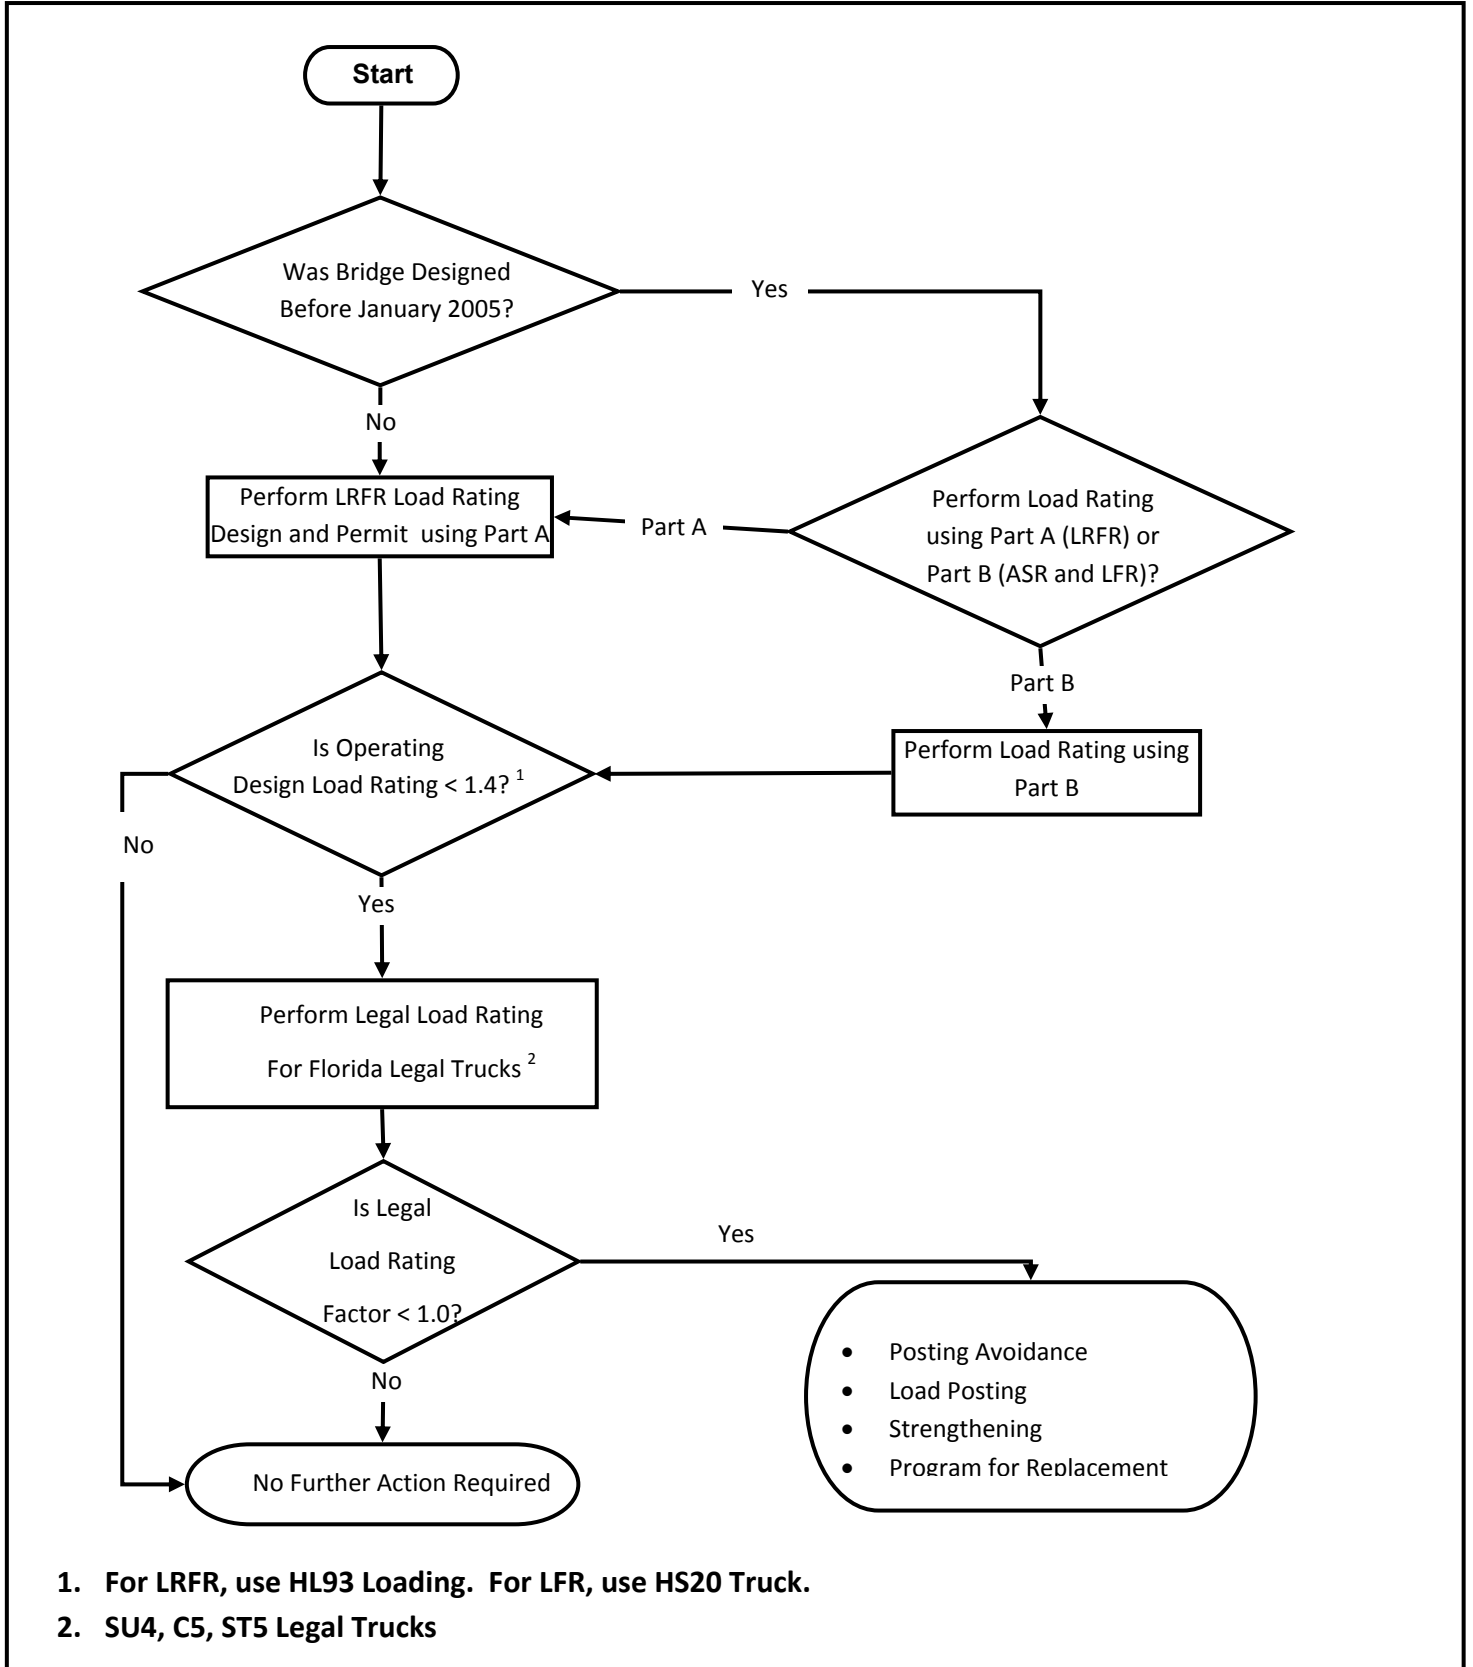 Start
Was Bridge Designed
Before January 2005?
Yes
No
Perform LRFR Load Rating
Design and Permit using Part A
Part A
Perform Load Rating
using Part A (LRFR) or
Part B (ASR and LFR)?
Part B
Perform Load Rating using
Part B
Is Operating
Design Load Rating < 1.4? 1
No
Yes
Perform Legal Load Rating
For Florida Legal Trucks 2
Is Legal
Load Rating
Factor < 1.0?
Yes
No
• Posting Avoidance
• Load Posting
• Strengthening
• Program for Replacement
No Further Action Required
1. For LRFR, use HL93 Loading. For LFR, use HS20 Truck.
2. SU4, C5, ST5 Legal Trucks